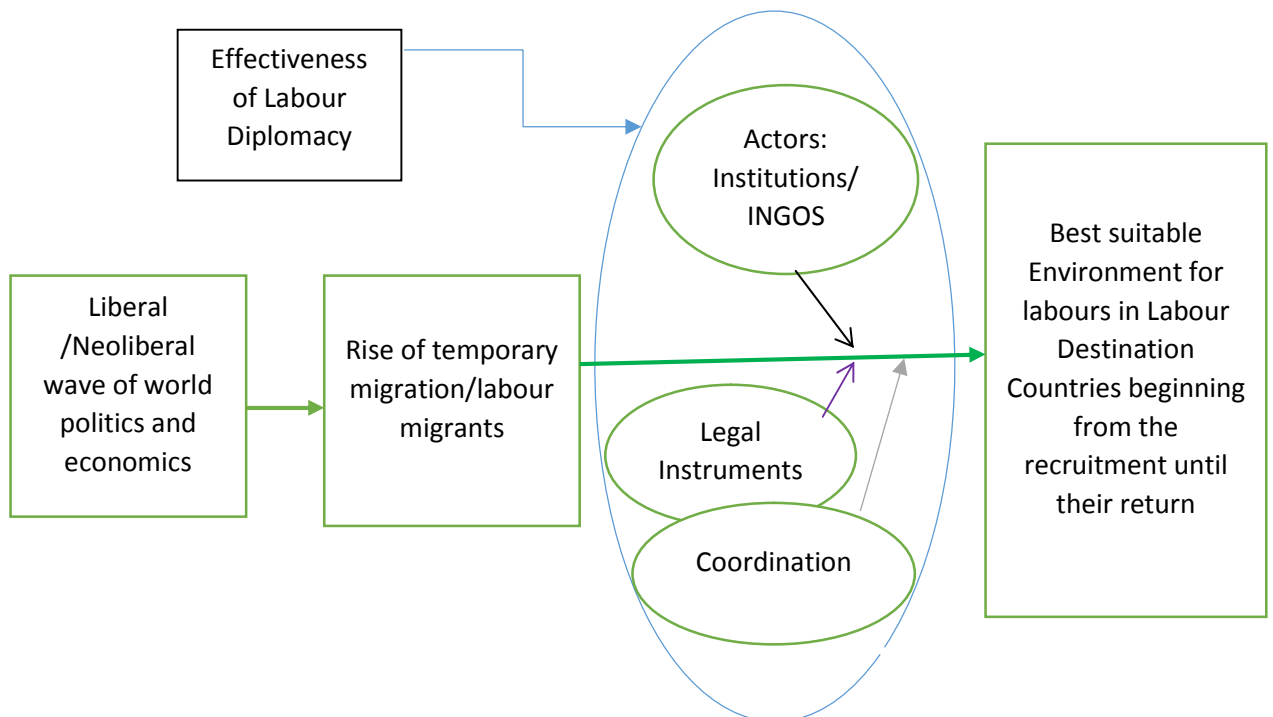 Effectiveness
of Labour
Diplomacy
Actors:
Institutions/
INGOS
Liberal
/Neoliberal
wave of world
politics and
economics
Rise of temporary
migration/labour
migrants
Legal
Instruments
Coordination
Best suitable
Environment for
labours in Labour
Destination
Countries beginning
from the
recruitment until
their return